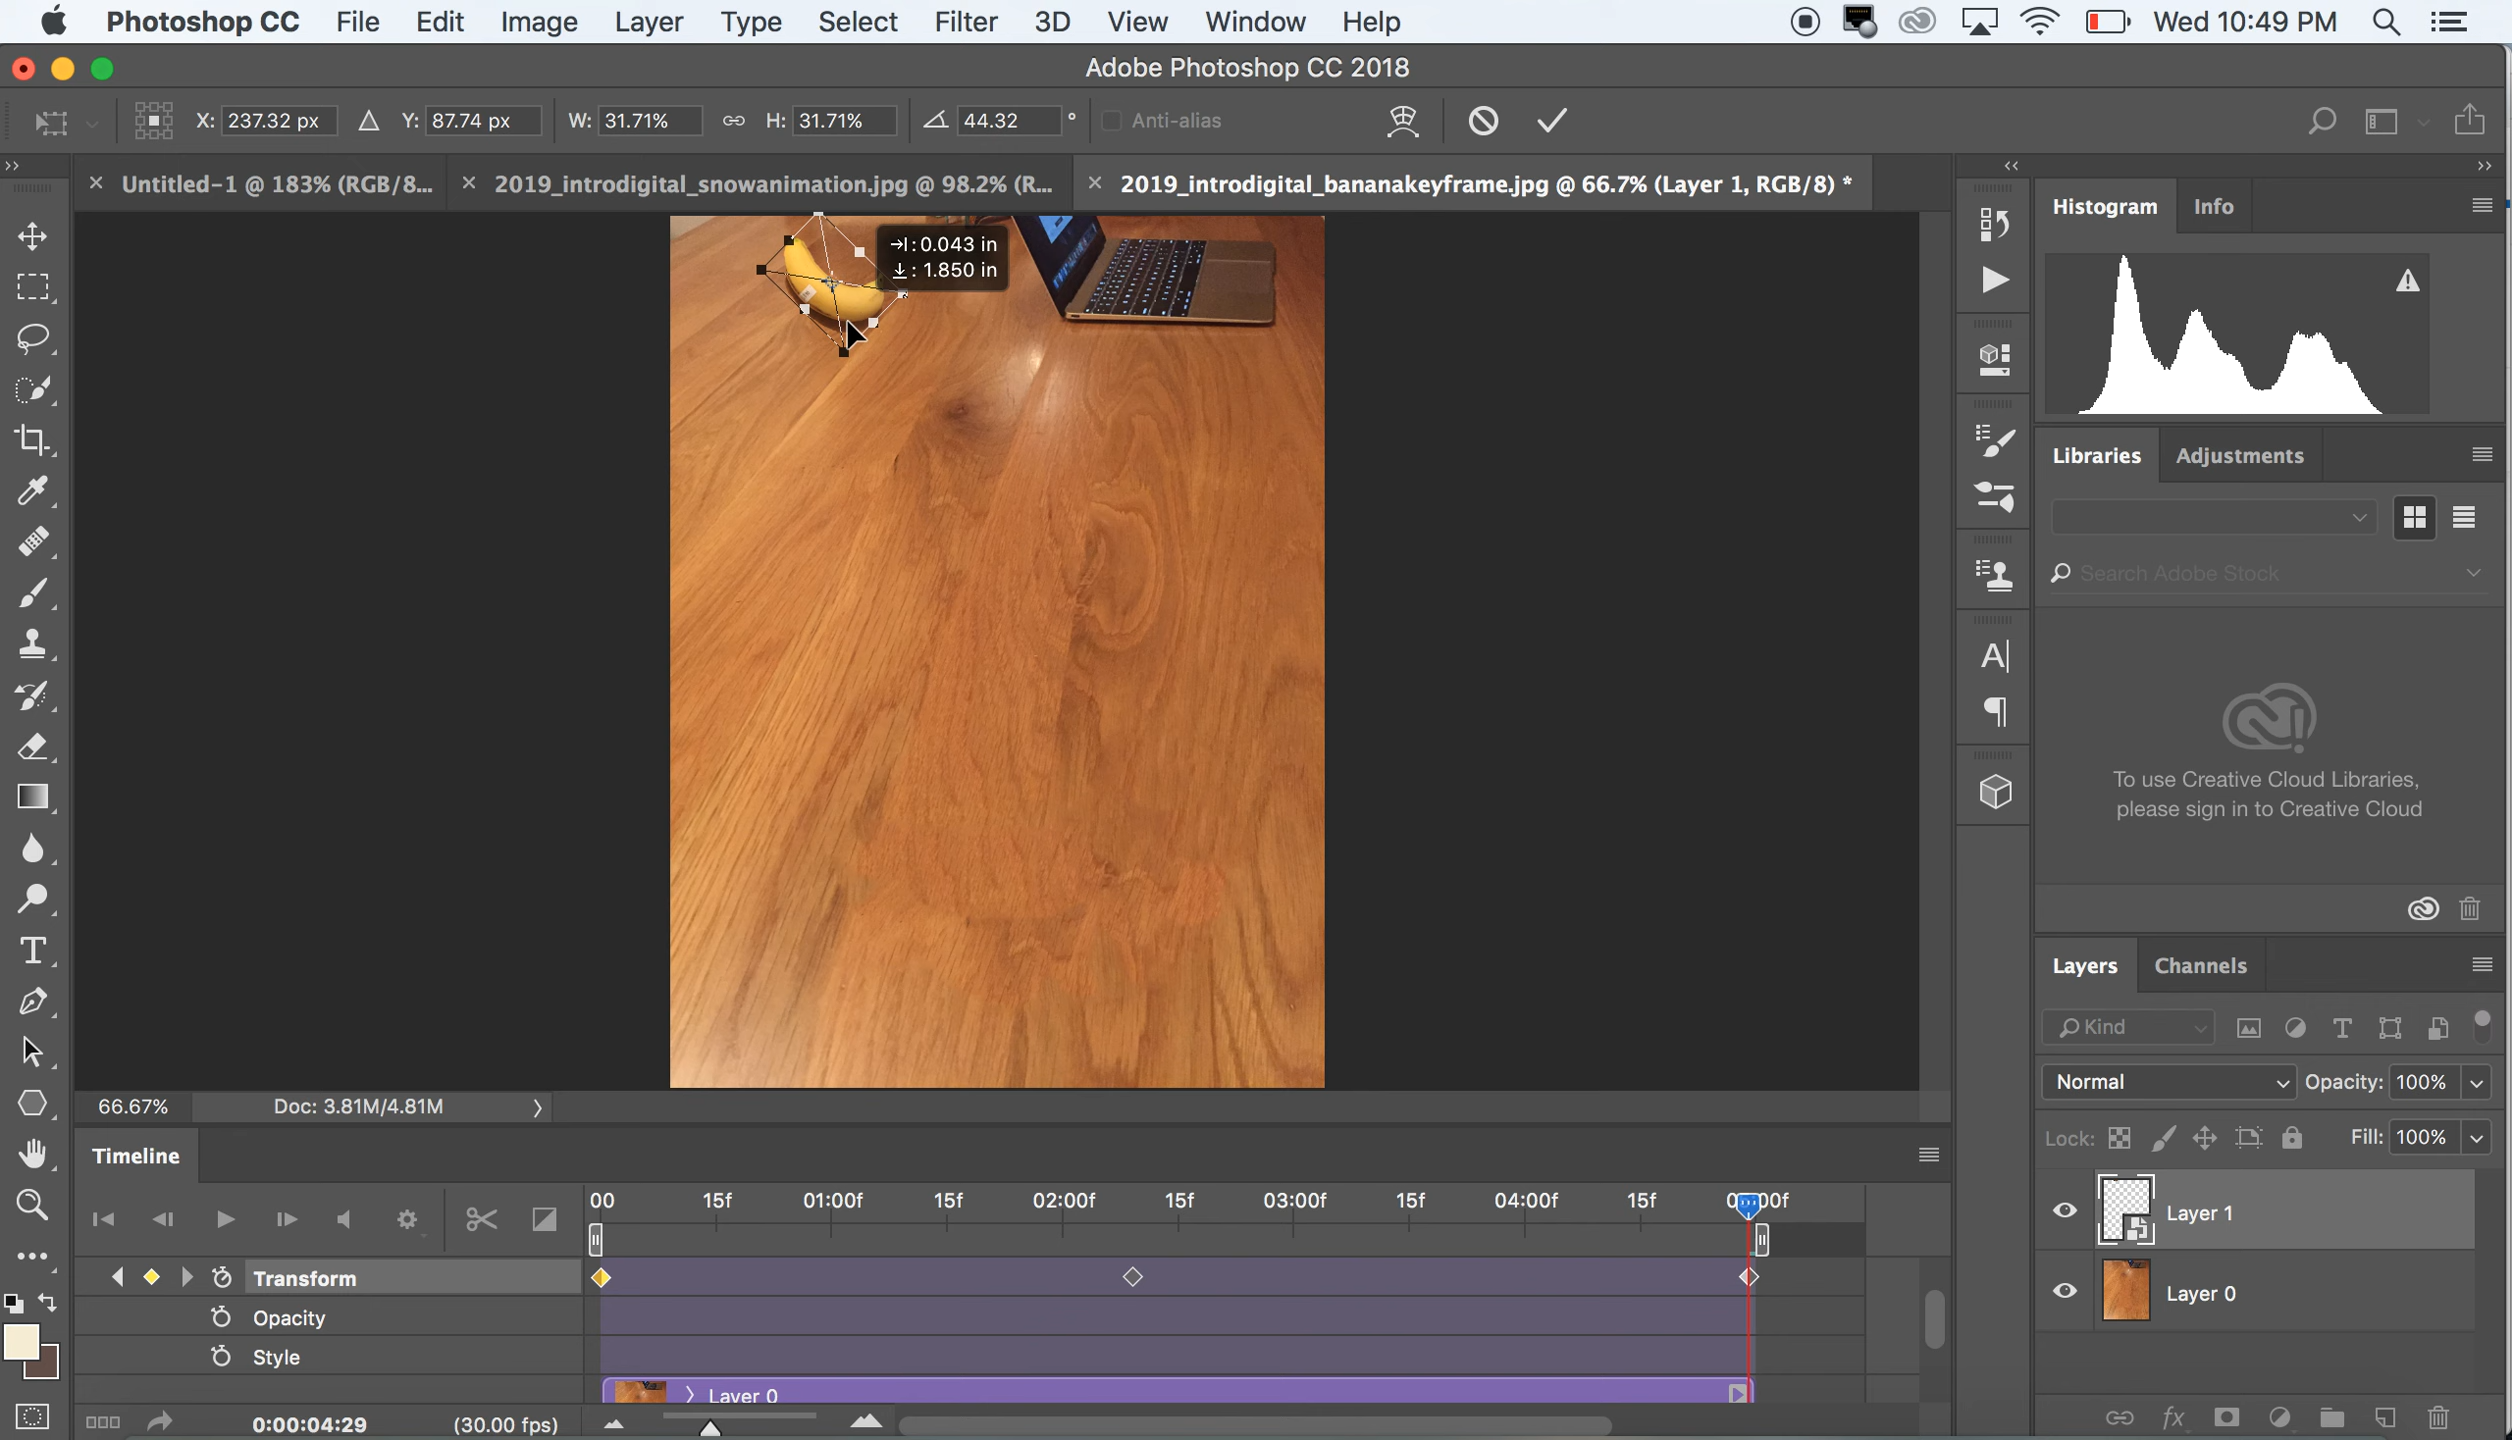 Photoshop CC File Edit Image Layer Type Select Filter 3D View Window Help Wed 10:49 PM
Adobe Photoshop CC 2018
X: 237.32 px Y: 87.74 px W: 31.71% H: 31.71% 44.32 ° Anti-alias
Untitled-1 @ 183% (RGB/8... 2019_introdigital_snowanimation.jpg @ 98.2% (R... 2019_introdigital_bananakeyframe.jpg @ 66.7% (Layer 1, RGB/8) *
Histogram Info
: 0.043 in
: 1.850 in
Libraries Adjustments
Search Adobe Stock
To use Creative Cloud Libraries,
please sign in to Creative Cloud
Layers Channels
Kind
Normal Opacity: 100%
Lock: Fill: 100%
Layer 1
Layer 0
66.67% Doc: 3.81M/4.81M
Timeline
00 15f 01:00f 15f 02:00f 15f 03:00f 15f 04:00f 15f
Transform
Opacity
Style
Layer 0
0:00:04:29 (30.00 fps)